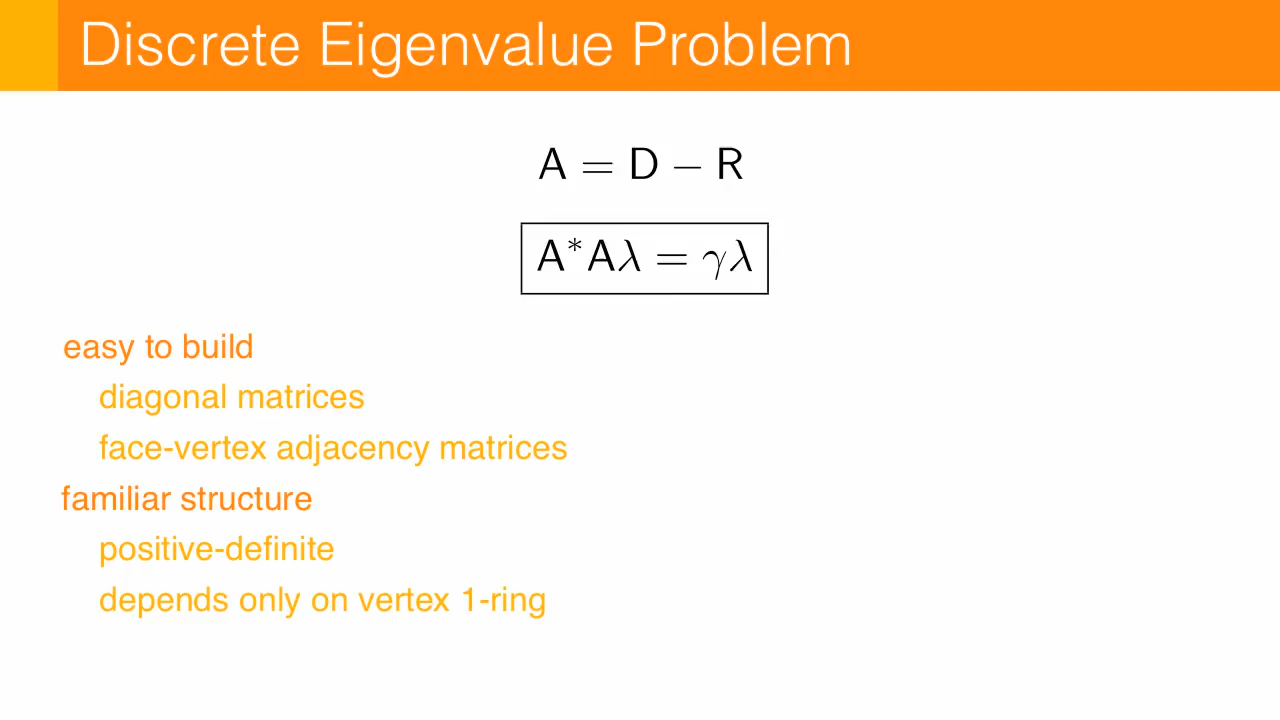 Discrete Eigenvalue Problem
A = D − R
A*Aλ = γλ
easy to build
diagonal matrices
face-vertex adjacency matrices
familiar structure
positive-definite
depends only on vertex 1-ring